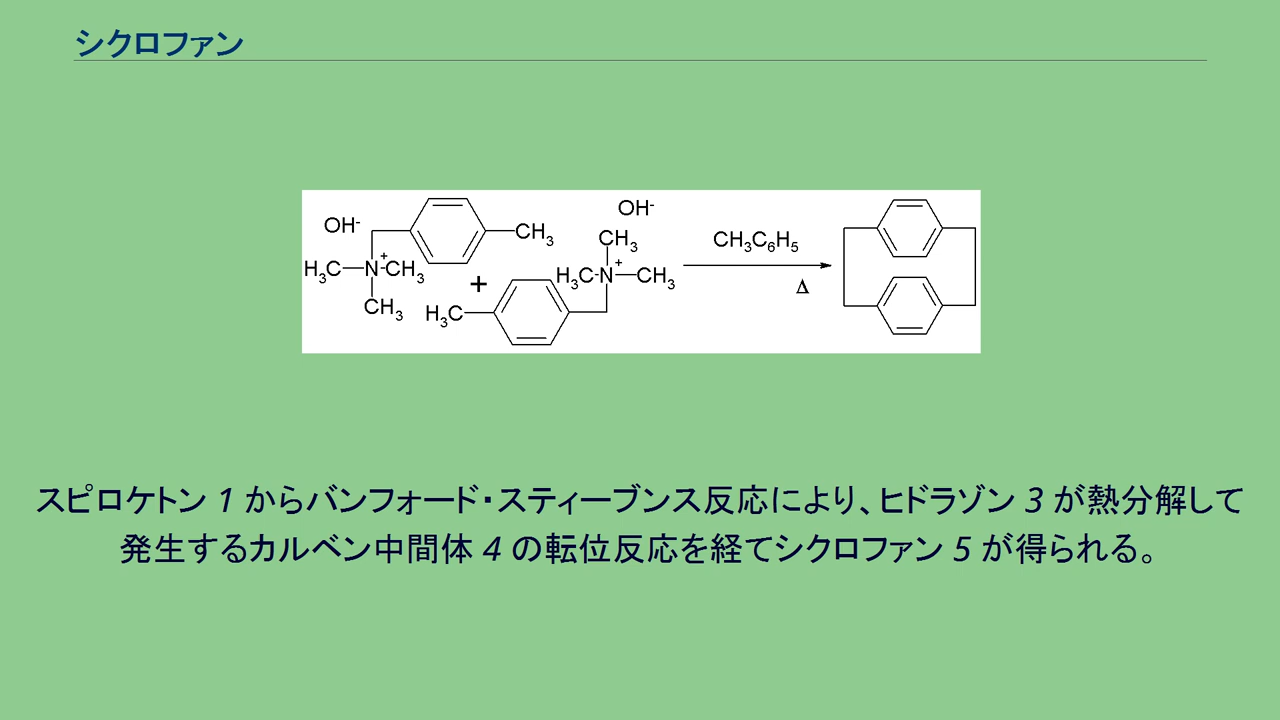 シクロファン
OH-
OH-
CH3
CH3C6H5
CH3
H3C-N+-CH3
H3C-N+-CH3
+
Δ
CH3
H3C
スピロケトン 1 からバンフォード・スティーブンス反応により、ヒドラゾン 3 が熱分解して
発生するカルベン中間体 4 の転位反応を経てシクロファン 5 が得られる。